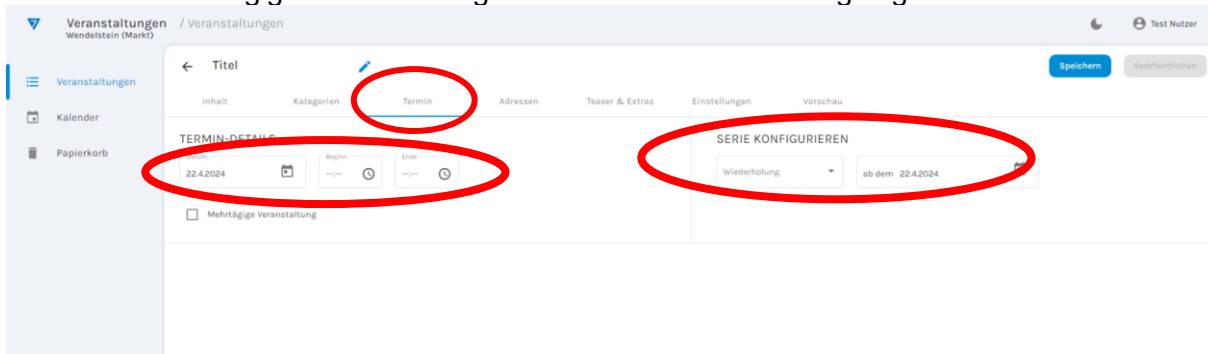 Veranstaltungen / Veranstaltungen
Wendelstein (Markt)
Test Nutzer
Titel
Speichern
Veröffentlichen
Veranstaltungen
Kalender
Papierkorb
Inhalt Kategorien Termin Adressen Teaser & Extras Einstellungen Vorschau
TERMIN-DETAILS
Datum Beginn Ende
22.4.2024 --:-- --:--
Mehrtägige Veranstaltung
SERIE KONFIGURIEREN
Wiederholung ab dem 22.4.2024